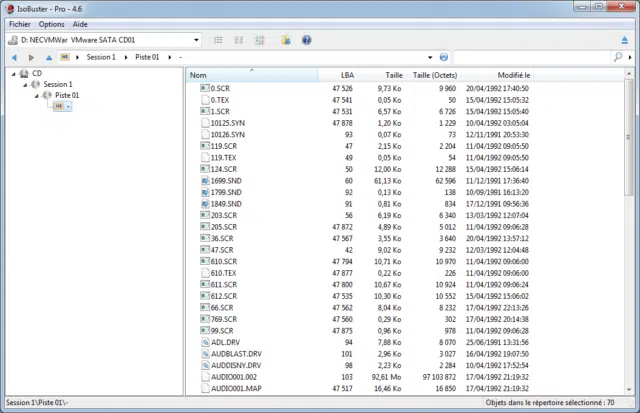 IsoBuster - Pro - 4.6
Fichier Options Aide
D: NECVMWar VMware SATA CD01
HS Session 1 Piste 01 -
CD
Session 1
Piste 01
HS -
Nom LBA Taille Taille (Octets) Modifié le
0.SCR 47 526 9,73 Ko 9 960 20/04/1992 17:40:50
0.TEX 47 541 0,05 Ko 50 15/04/1992 15:05:32
1.SCR 47 531 6,57 Ko 6 726 15/04/1992 15:05:40
10125.SYN 47 878 1,20 Ko 1 229 10/04/1992 03:05:04
10126.SYN 93 0,07 Ko 73 12/11/1991 20:53:30
119.SCR 47 2,15 Ko 2 204 11/04/1992 09:05:50
119.TEX 49 0,05 Ko 54 11/04/1992 09:05:50
124.SCR 50 12,00 Ko 12 288 15/04/1992 15:06:14
1699.SND 60 61,13 Ko 62 596 11/12/1991 17:36:40
1799.SND 92 0,13 Ko 138 10/09/1991 16:13:20
1849.SND 91 0,81 Ko 834 17/12/1991 09:56:36
203.SCR 56 6,19 Ko 6 340 13/03/1992 12:07:04
205.SCR 47 872 4,89 Ko 5 012 11/04/1992 09:06:28
36.SCR 47 567 3,55 Ko 3 640 20/04/1992 13:57:12
47.SCR 42 9,02 Ko 9 232 12/03/1992 12:04:48
610.SCR 47 794 10,71 Ko 10 970 11/04/1992 09:06:00
610.TEX 47 877 0,22 Ko 226 11/04/1992 09:06:00
611.SCR 47 800 10,67 Ko 10 924 11/04/1992 09:06:24
612.SCR 47 535 10,30 Ko 10 552 15/04/1992 15:06:02
66.SCR 47 562 8,04 Ko 8 232 17/04/1992 22:13:26
769.SCR 47 560 0,29 Ko 302 17/04/1992 20:14:38
99.SCR 47 875 0,96 Ko 978 11/04/1992 09:06:28
ADL.DRV 94 7,88 Ko 8 070 25/06/1991 13:31:56
AUDBLAST.DRV 101 2,96 Ko 3 027 16/04/1992 19:07:50
AUDDISNY.DRV 98 2,23 Ko 2 284 10/04/1992 17:52:54
AUDIO001.002 103 92,61 Mo 97 103 872 17/04/1992 21:19:32
AUDIO001.MAP 47 517 16,46 Ko 16 850 17/04/1992 21:19:32
Session 1\Piste 01\- Objets dans le répertoire sélectionné : 70